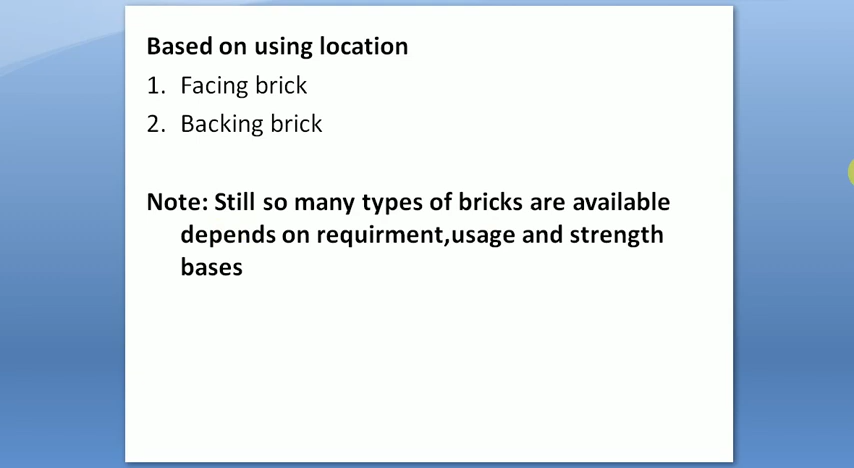 Based on using location
1. Facing brick
2. Backing brick
Note: Still so many types of bricks are available
depends on requirment,usage and strength
bases